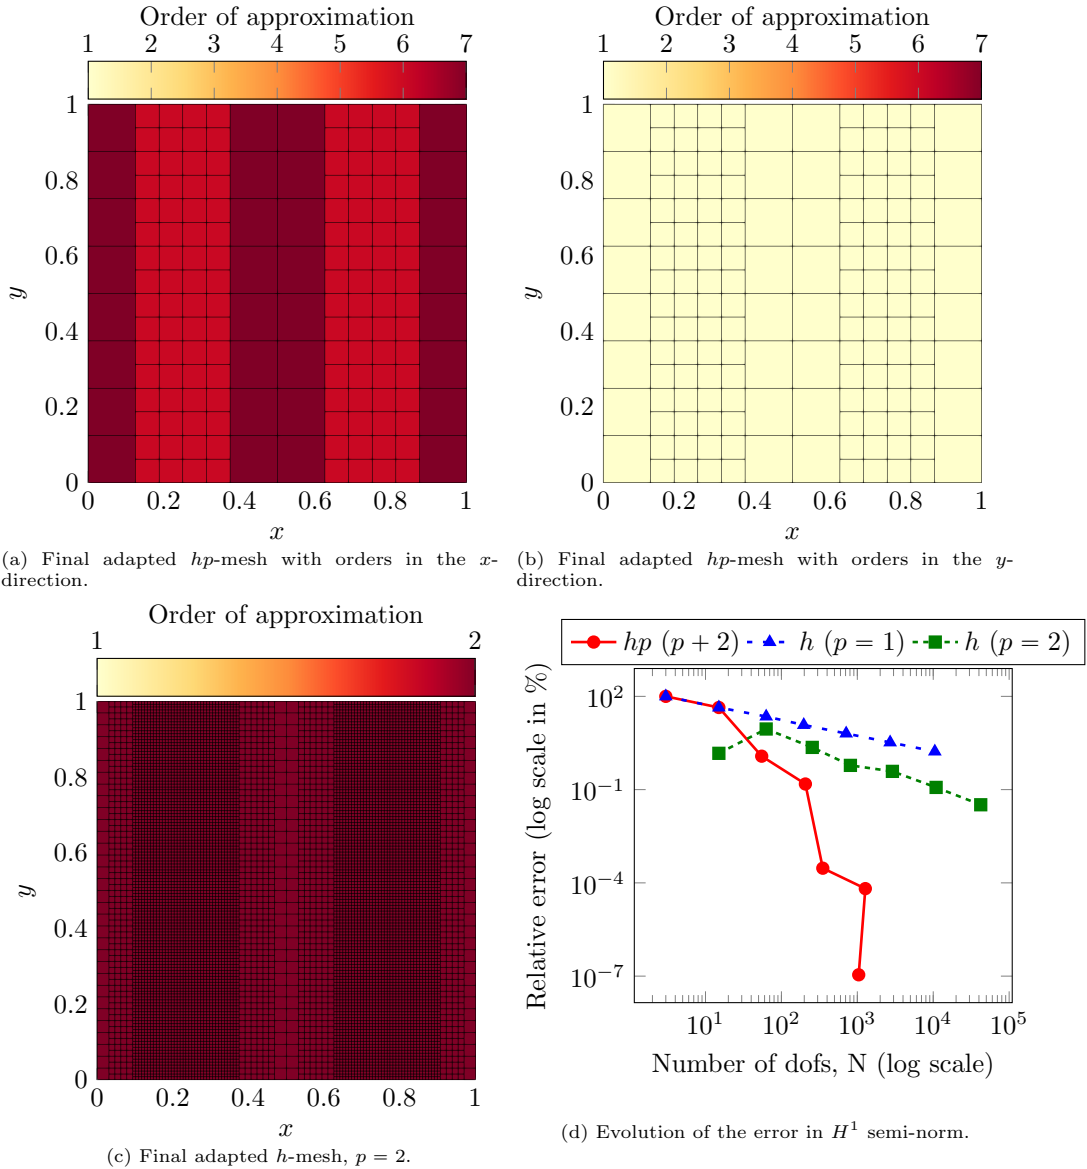 Order of approximation
1 2 3 4 5 6 7
1
0.8
0.6
0.4
0.2
0
y
0 0.2 0.4 0.6 0.8 1
x
(a) Final adapted hp-mesh with orders in the x-
direction.
Order of approximation
1 2 3 4 5 6 7
1
0.8
0.6
0.4
0.2
0
y
0 0.2 0.4 0.6 0.8 1
x
(b) Final adapted hp-mesh with orders in the y-
direction.
Order of approximation
1 2
1
0.8
0.6
0.4
0.2
0
y
0 0.2 0.4 0.6 0.8 1
x
(c) Final adapted h-mesh, p = 2.
hp (p + 2) h (p = 1) h (p = 2)
10^2
10^−1
10^−4
10^−7
Relative error (log scale in %)
10^1 10^2 10^3 10^4 10^5
Number of dofs, N (log scale)
(d) Evolution of the error in H^1 semi-norm.